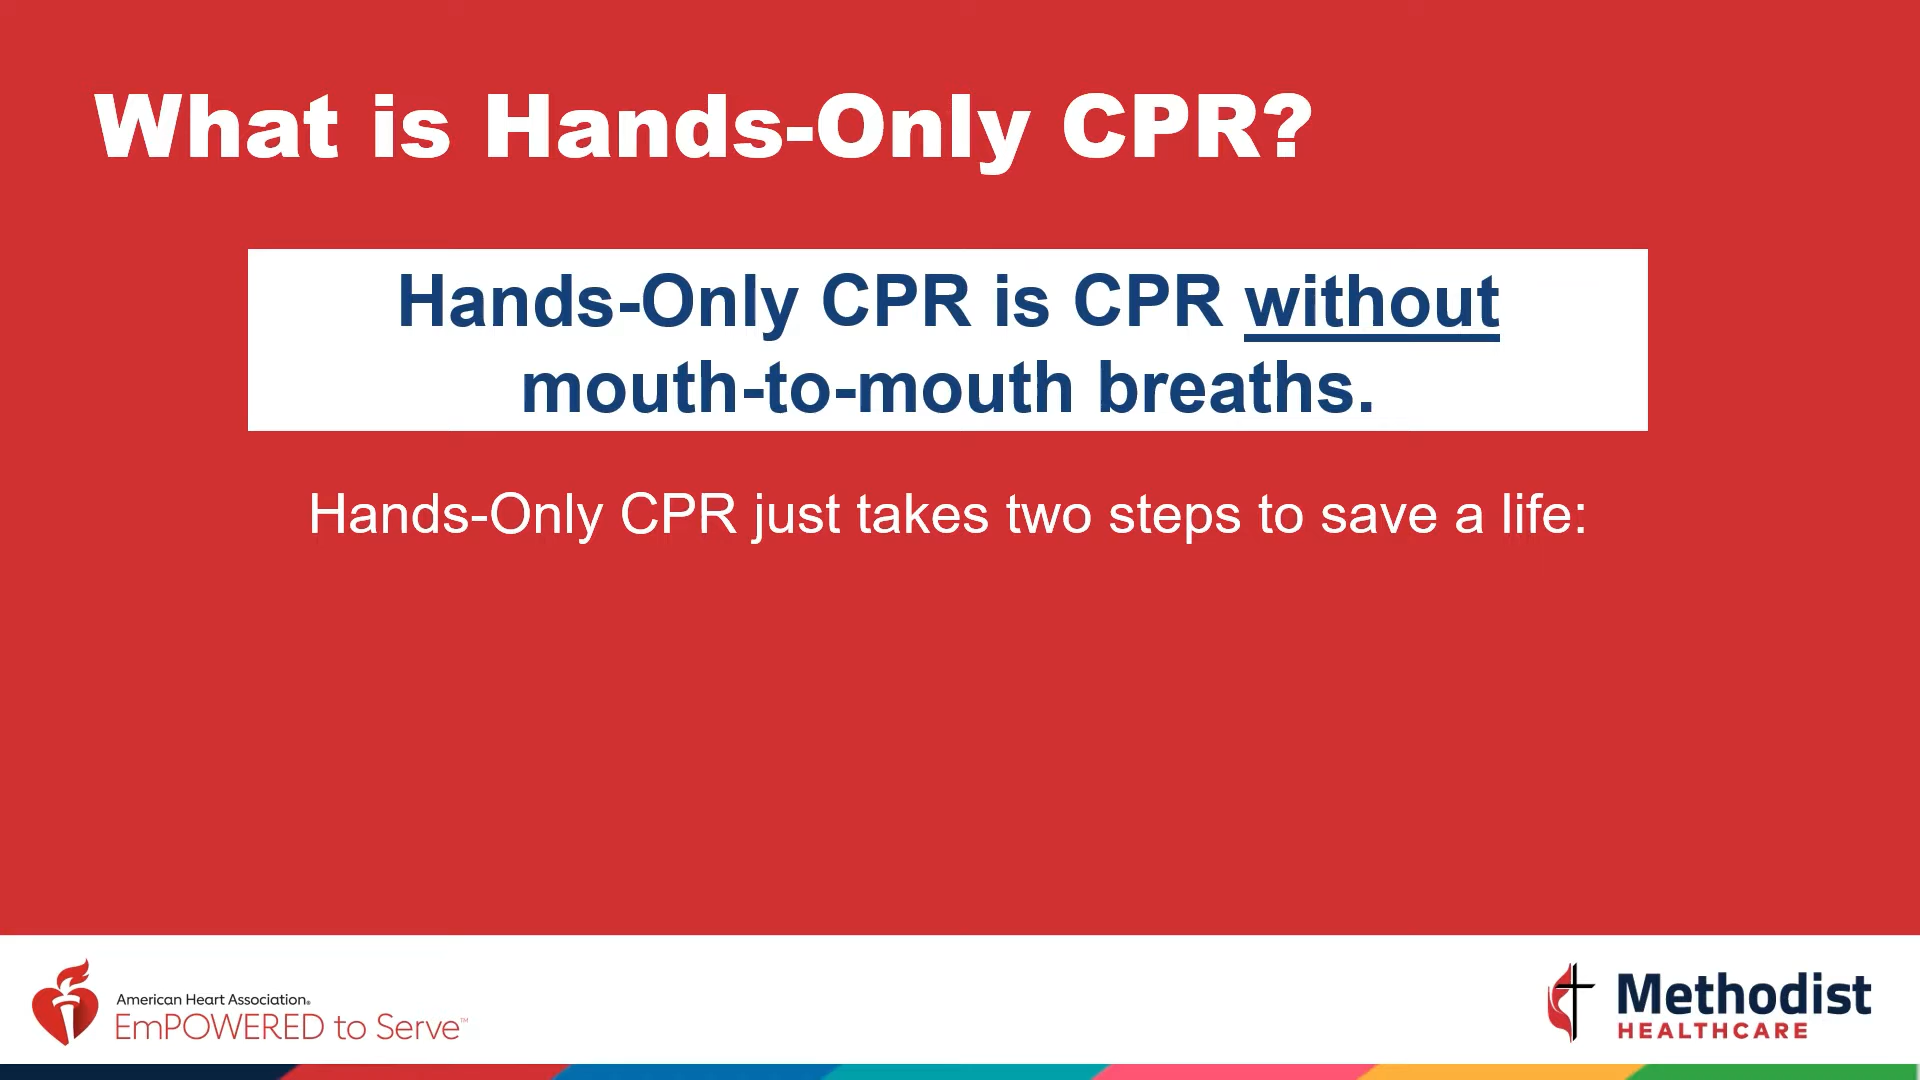 What is Hands-Only CPR?
Hands-Only CPR is CPR without
mouth-to-mouth breaths.
Hands-Only CPR just takes two steps to save a life:
American Heart Association®
EmPOWERED to Serve™
Methodist
HEALTHCARE